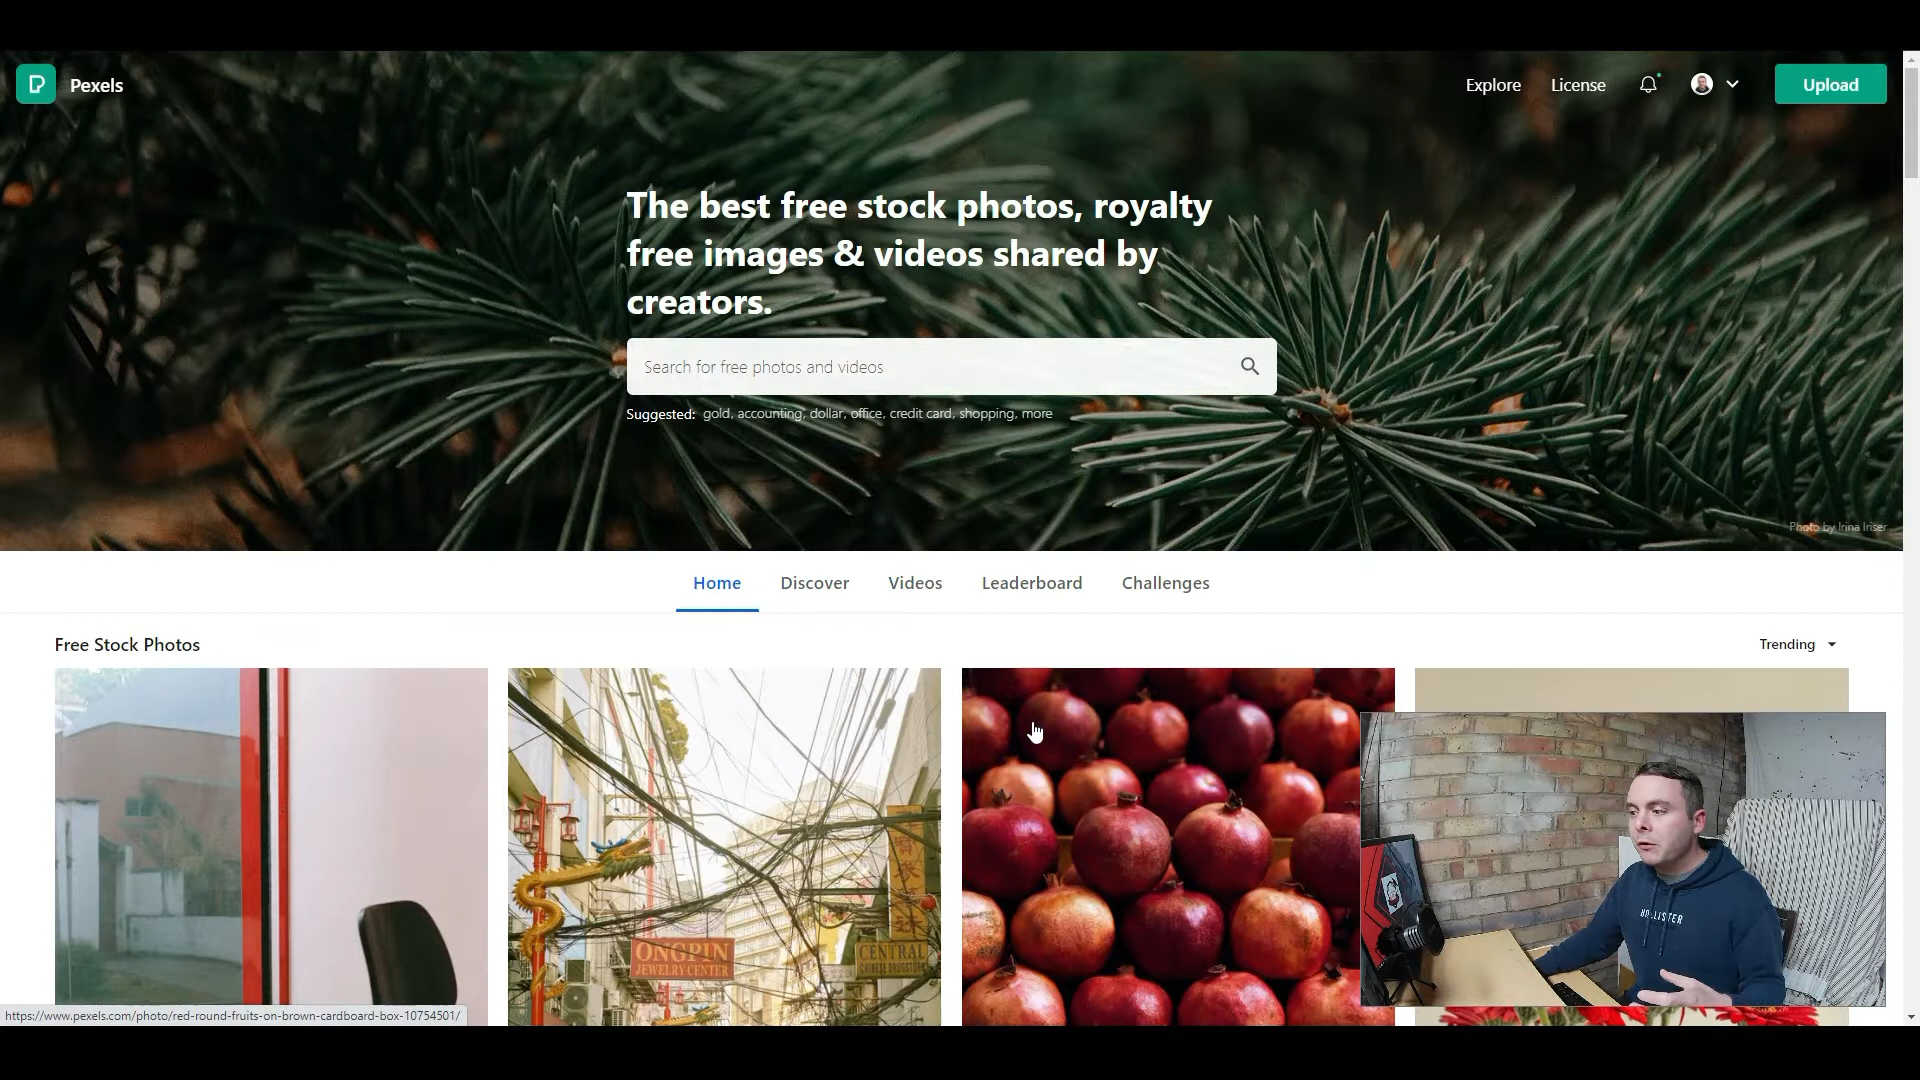 Pexels
Explore
License
Upload
The best free stock photos, royalty
free images & videos shared by
creators.
Search for free photos and videos
Suggested: gold, accounting, dollar, office, credit card, shopping, more
Photo by Irina Iriser
Home
Discover
Videos
Leaderboard
Challenges
Free Stock Photos
Trending
ONGPIN
JEWELRY CENTER
CENTRAL
CHINESE DRUGSTORE
https://www.pexels.com/photo/red-round-fruits-on-brown-cardboard-box-10754501/